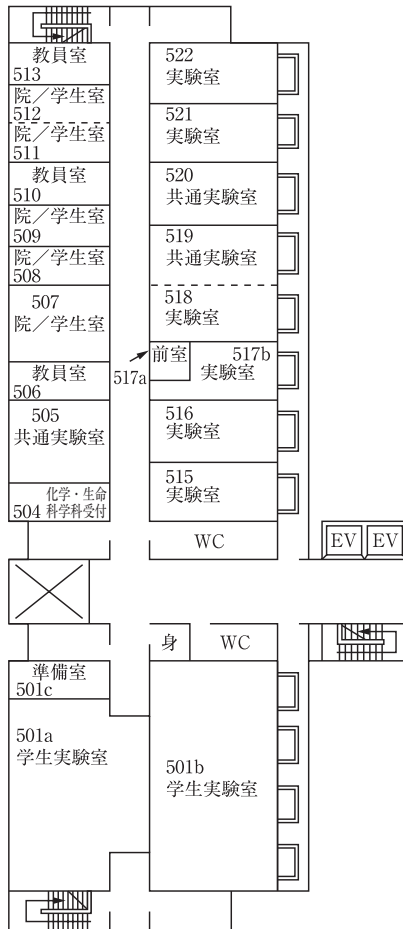 教員室
513
院／学生室
512
院／学生室
511
教員室
510
院／学生室
509
院／学生室
508
507
院／学生室
教員室
506
505
共通実験室
化学・生命
504 科学科受付
522
実験室
521
実験室
520
共通実験室
519
共通実験室
518
実験室
前室
517a
517b
実験室
516
実験室
515
実験室
WC
EV
EV
身
WC
準備室
501c
501a
学生実験室
501b
学生実験室